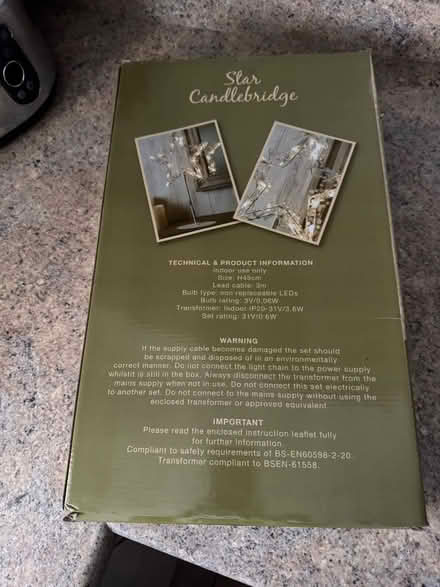 Star
Candlebridge
TECHNICAL & PRODUCT INFORMATION
Indoor use only
Size: H45cm
Lead cable: 3m
Bulb type: non replaceable LEDs
Bulb rating: 3V/0.06W
Transformer: Indoor IP20-31V/3.6W
Set rating: 31V/0.6W
WARNING
If the supply cable becomes damaged the set should
be scrapped and disposed of in an environmentally
correct manner. Do not connect the light chain to the power supply
whilst it is still in the box. Always disconnect the transformer from the
mains supply when not in use. Do not connect this set electrically
to another set. Do not connect to the mains supply without using the
enclosed transformer or approved equivalent.
IMPORTANT
Please read the enclosed instruction leaflet fully
for further information.
Compliant to safety requirements of BS-EN60598-2-20.
Transformer compliant to BSEN-61558.